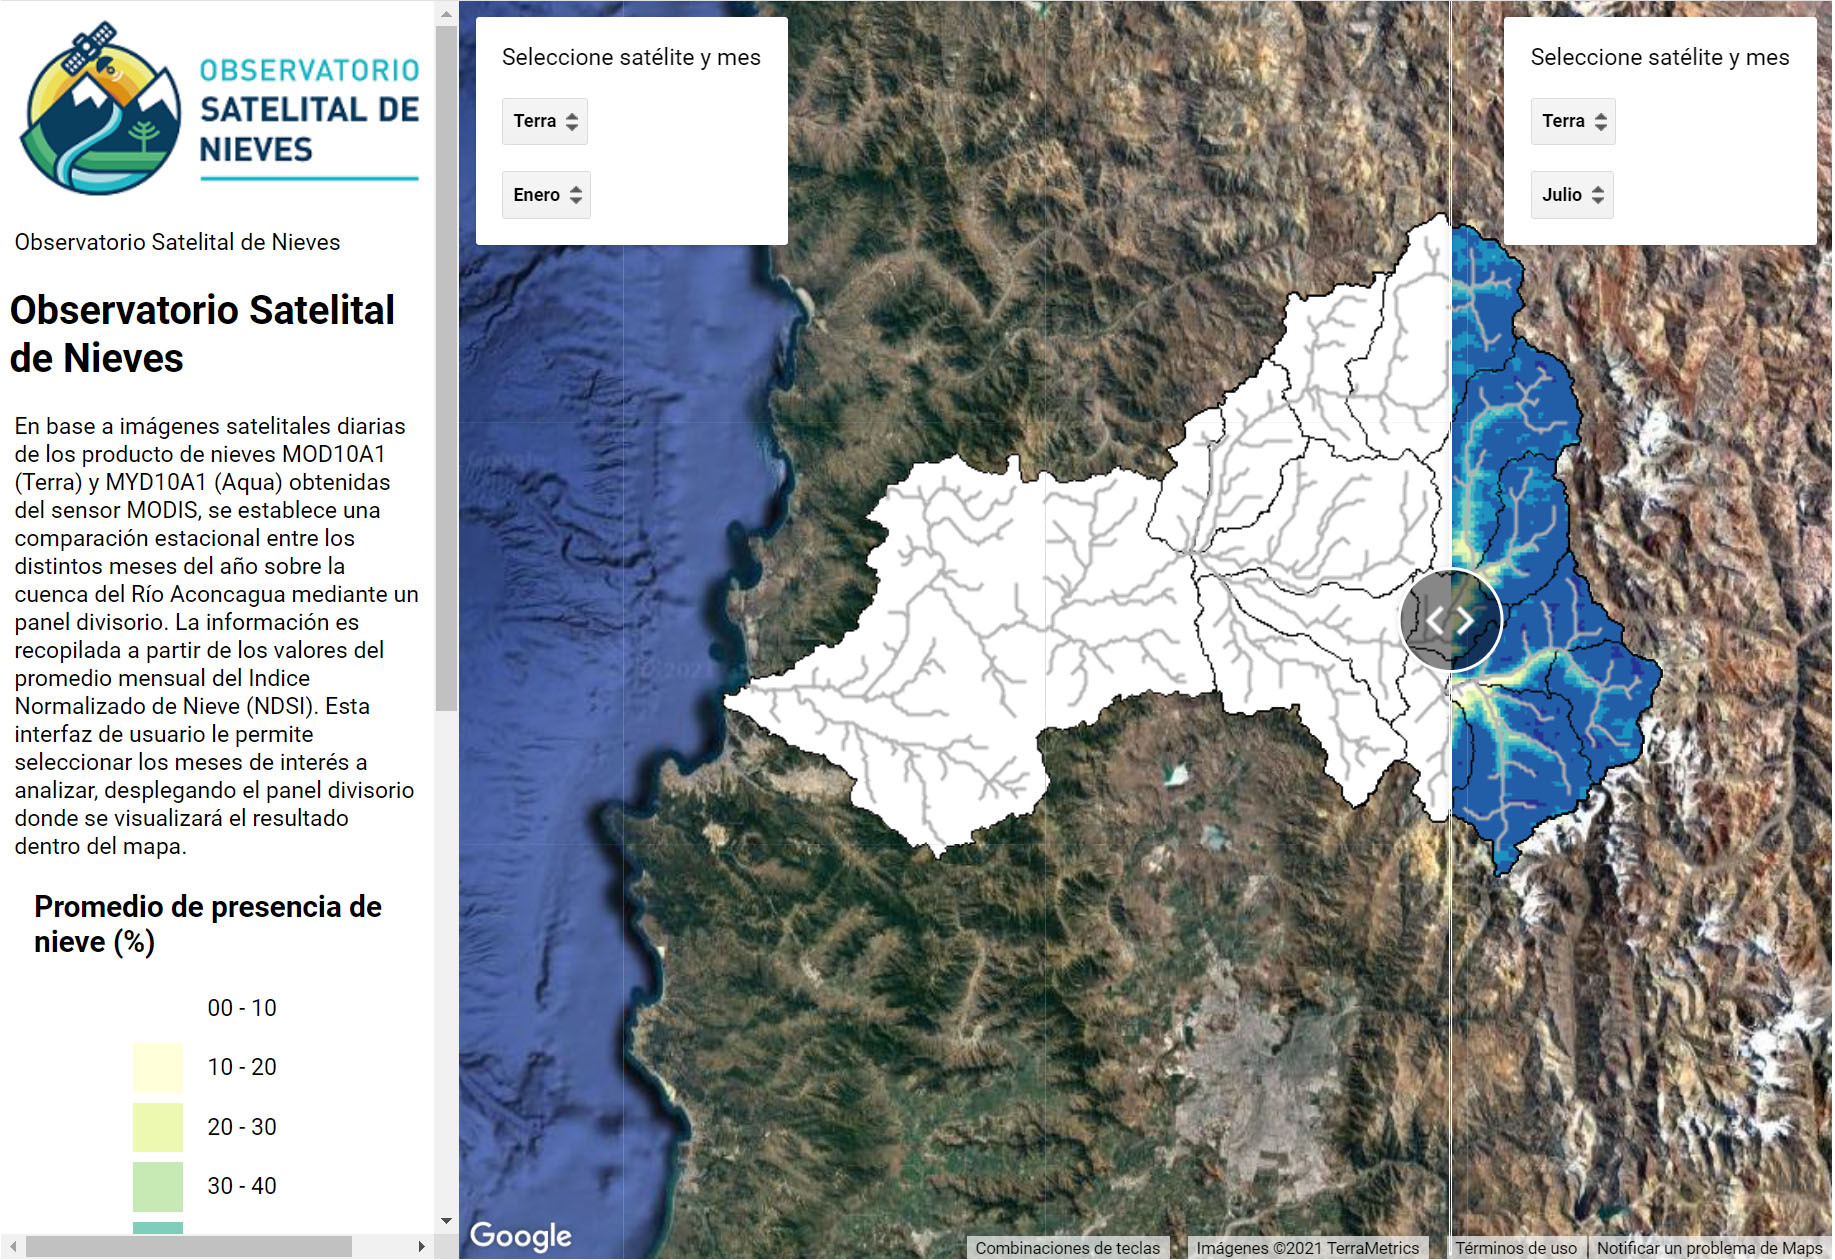 OBSERVATORIO
SATELITAL DE
NIEVES
Observatorio Satelital de Nieves
Observatorio Satelital
de Nieves
En base a imágenes satelitales diarias
de los producto de nieves MOD10A1
(Terra) y MYD10A1 (Aqua) obtenidas
del sensor MODIS, se establece una
comparación estacional entre los
distintos meses del año sobre la
cuenca del Río Aconcagua mediante un
panel divisorio. La información es
recopilada a partir de los valores del
promedio mensual del Indice
Normalizado de Nieve (NDSI). Esta
interfaz de usuario le permite
seleccionar los meses de interés a
analizar, desplegando el panel divisorio
donde se visualizará el resultado
dentro del mapa.
Promedio de presencia de
nieve (%)
00 - 10
10 - 20
20 - 30
30 - 40
Seleccione satélite y mes
Terra
Enero
Seleccione satélite y mes
Terra
Julio
Google
Combinaciones de teclas
Imágenes ©2021 TerraMetrics
Términos de uso
Notificar un problema de Maps